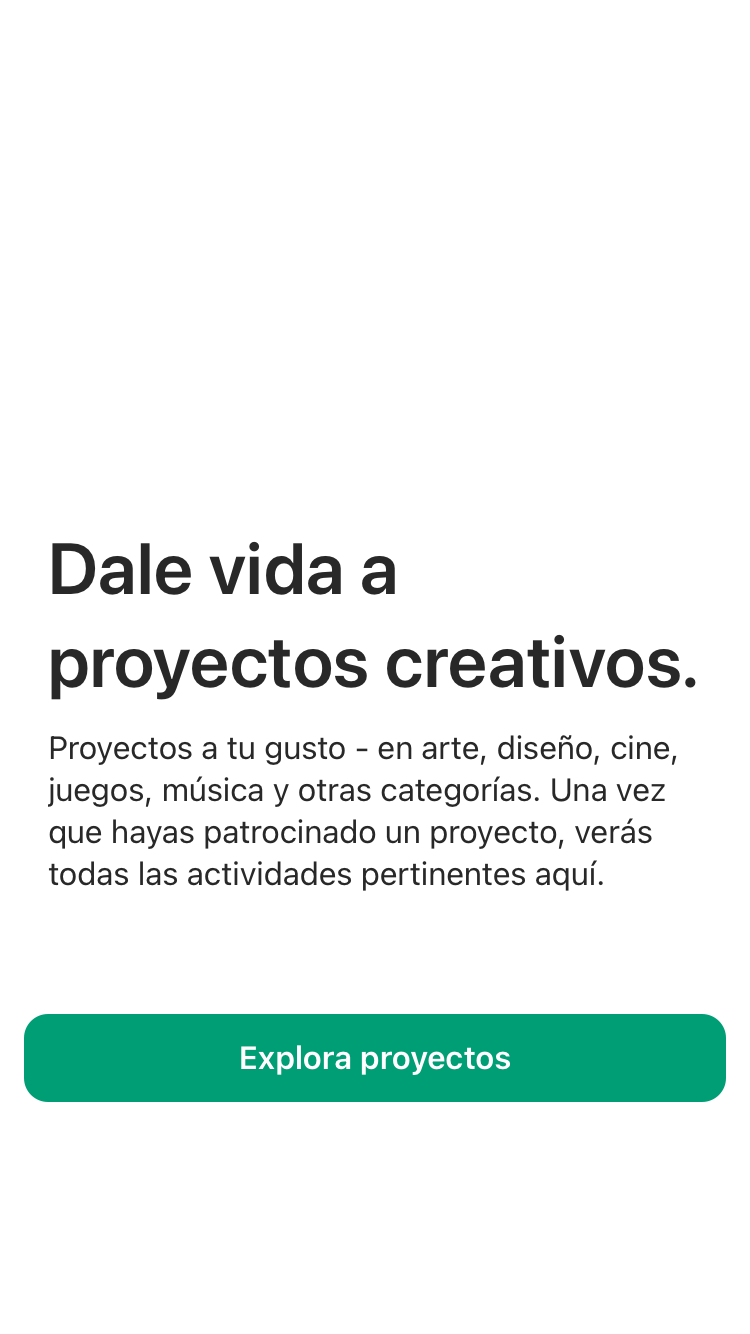 Dale vida a
proyectos creativos.
Proyectos a tu gusto - en arte, diseño, cine,
juegos, música y otras categorías. Una vez
que hayas patrocinado un proyecto, verás
todas las actividades pertinentes aquí.
Explora proyectos